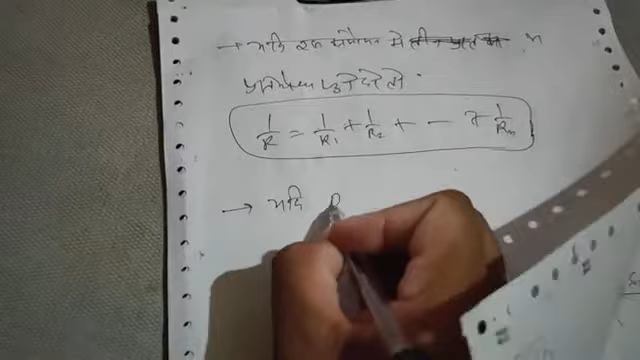 → यदि एक संयोजन में n
प्रतिरोधक जुड़े हो तो
1/R = 1/R₁ + 1/R₂ + - - + 1/Rn
→ यदि